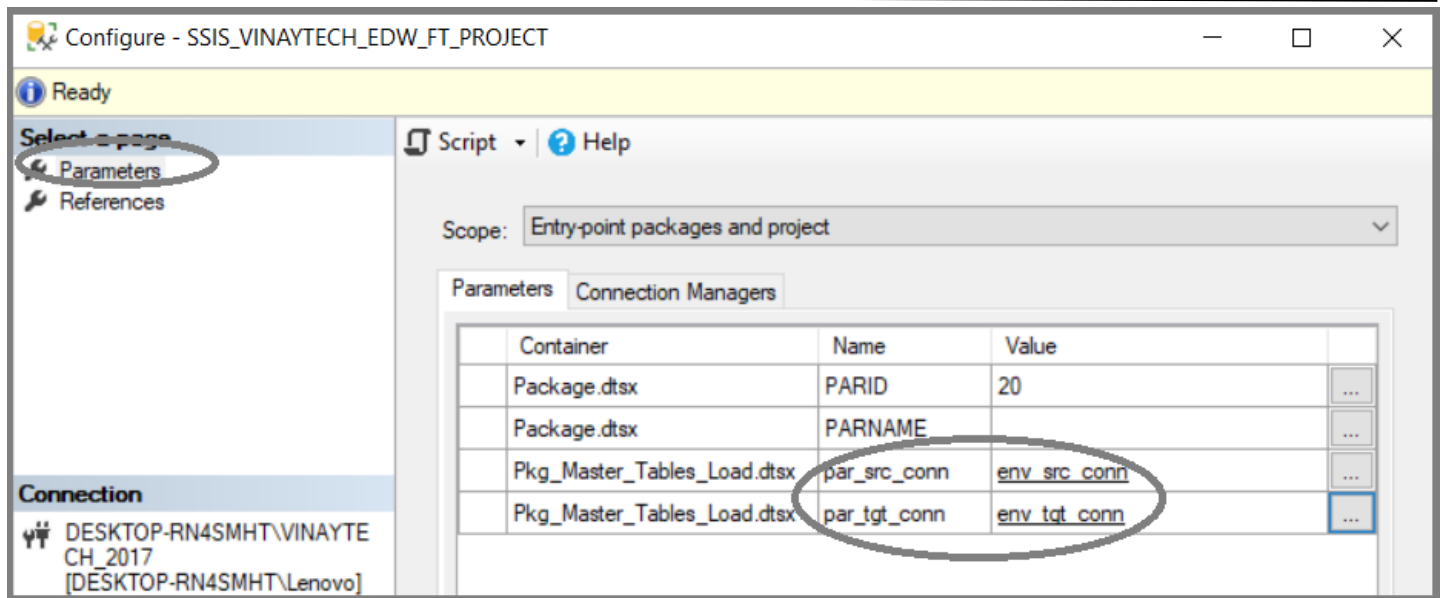 Configure - SSIS_VINAYTECH_EDW_FT_PROJECT
Ready
Select a page
Parameters
References
Script
Help
Scope: Entry-point packages and project
Parameters Connection Managers
Container Name Value
Package.dtsx PARID 20 ...
Package.dtsx PARNAME ...
Pkg_Master_Tables_Load.dtsx par_src_conn env_src_conn ...
Pkg_Master_Tables_Load.dtsx par_tgt_conn env_tgt_conn ...
Connection
DESKTOP-RN4SMHT\VINAYTE
CH_2017
[DESKTOP-RN4SMHT\Lenovo]